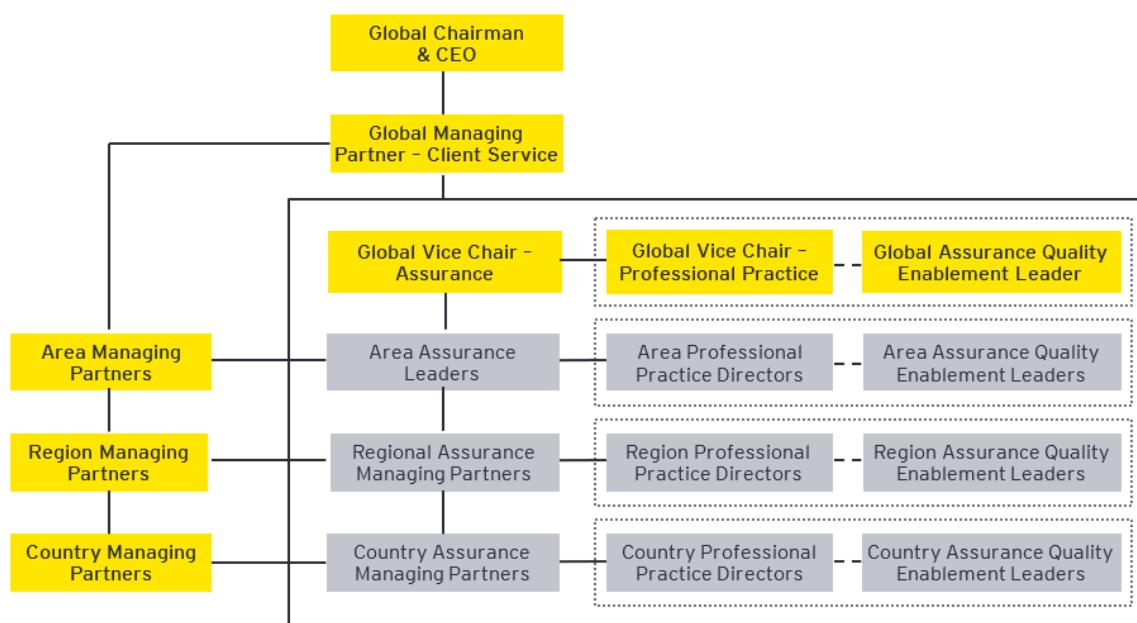 Global Chairman
& CEO
Global Managing
Partner – Client Service
Global Vice Chair –
Assurance
Global Vice Chair –
Professional Practice
Global Assurance Quality
Enablement Leader
Area Managing
Partners
Area Assurance
Leaders
Area Professional
Practice Directors
Area Assurance Quality
Enablement Leaders
Region Managing
Partners
Regional Assurance
Managing Partners
Region Professional
Practice Directors
Region Assurance Quality
Enablement Leaders
Country Managing
Partners
Country Assurance
Managing Partners
Country Professional
Practice Directors
Country Assurance Quality
Enablement Leaders